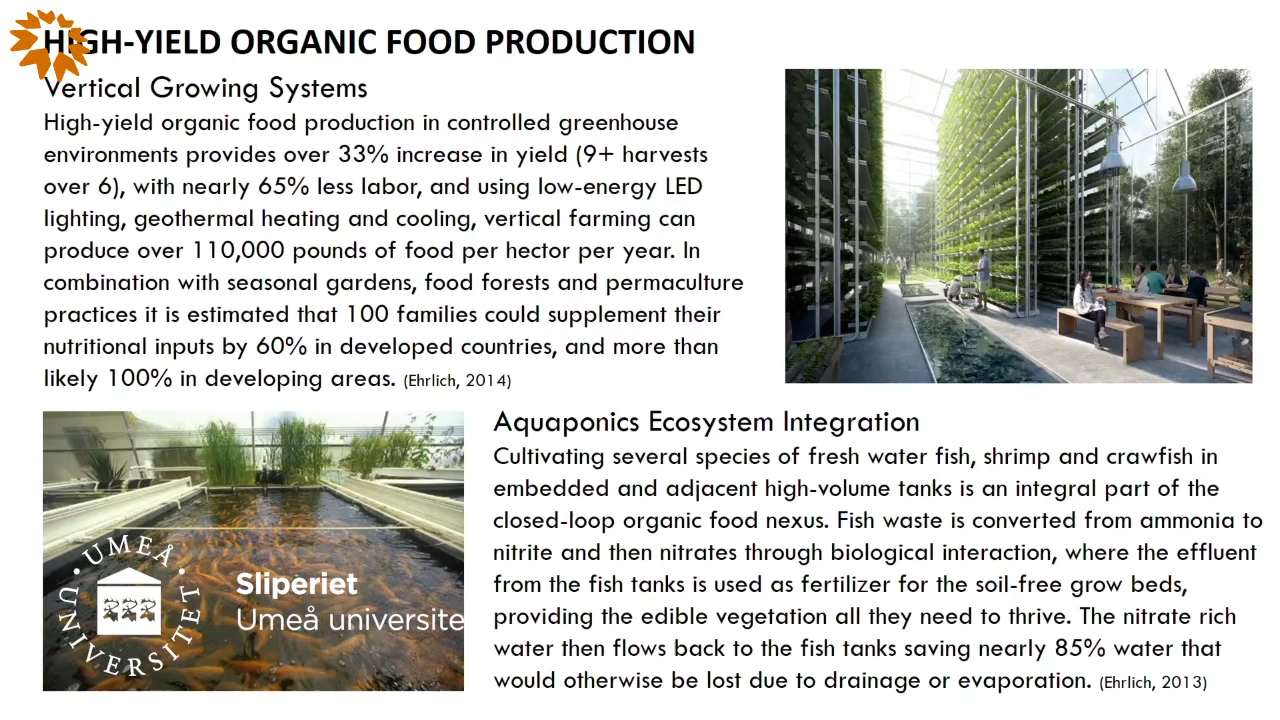 HIGH-YIELD ORGANIC FOOD PRODUCTION
Vertical Growing Systems
High-yield organic food production in controlled greenhouse
environments provides over 33% increase in yield (9+ harvests
over 6), with nearly 65% less labor, and using low-energy LED
lighting, geothermal heating and cooling, vertical farming can
produce over 110,000 pounds of food per hector per year. In
combination with seasonal gardens, food forests and permaculture
practices it is estimated that 100 families could supplement their
nutritional inputs by 60% in developed countries, and more than
likely 100% in developing areas. (Ehrlich, 2014)
Aquaponics Ecosystem Integration
Cultivating several species of fresh water fish, shrimp and crawfish in
embedded and adjacent high-volume tanks is an integral part of the
closed-loop organic food nexus. Fish waste is converted from ammonia to
nitrite and then nitrates through biological interaction, where the effluent
from the fish tanks is used as fertilizer for the soil-free grow beds,
providing the edible vegetation all they need to thrive. The nitrate rich
water then flows back to the fish tanks saving nearly 85% water that
would otherwise be lost due to drainage or evaporation. (Ehrlich, 2013)
UMEÅ UNIVERSITET
Sliperiet
Umeå universite